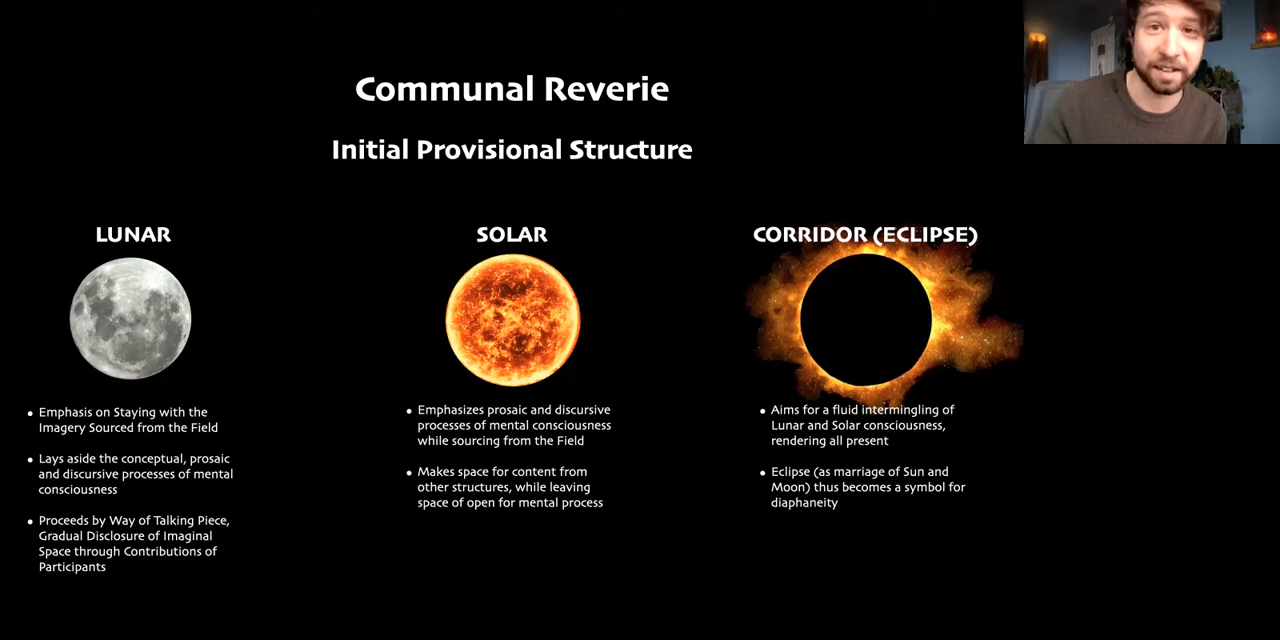 Communal Reverie
Initial Provisional Structure
LUNAR
• Emphasis on Staying with the
Imagery Sourced from the Field
• Lays aside the conceptual, prosaic
and discursive processes of mental
consciousness
• Proceeds by Way of Talking Piece,
Gradual Disclosure of Imaginal
Space through Contributions of
Participants
SOLAR
• Emphasizes prosaic and discursive
processes of mental consciousness
while sourcing from the Field
• Makes space for content from
other structures, while leaving
space of open for mental process
CORRIDOR (ECLIPSE)
• Aims for a fluid intermingling of
Lunar and Solar consciousness,
rendering all present
• Eclipse (as marriage of Sun and
Moon) thus becomes a symbol for
diaphaneity